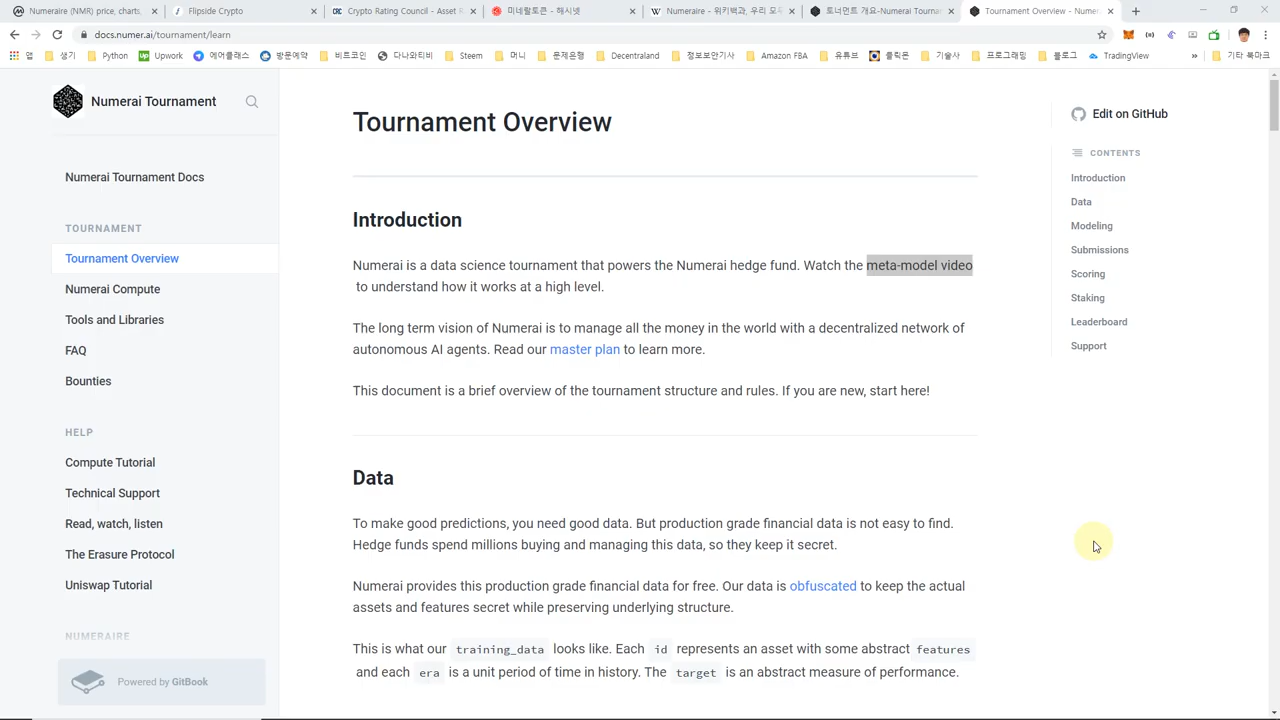 Numeraire (NMR) price, charts,
Flipside Crypto
Crypto Rating Council - Asset R
미네랄토큰 - 해시넷
Numeraire - 위키백과, 우리 모두
토너먼트 개요-Numerai Tournam
Tournament Overview - Numer
docs.numer.ai/tournament/learn
앱
생기
Python
Upwork
에어클래스
방문예약
비트코인
다나와티비
Steem
머니
문제은행
Decentraland
정보보안기사
Amazon FBA
유튜브
클릭폰
기술사
프로그래밍
블로그
TradingView
기타 북마크
Numerai Tournament
Numerai Tournament Docs
TOURNAMENT
Tournament Overview
Numerai Compute
Tools and Libraries
FAQ
Bounties
HELP
Compute Tutorial
Technical Support
Read, watch, listen
The Erasure Protocol
Uniswap Tutorial
NUMERAIRE
Powered by GitBook
Tournament Overview
Introduction
Numerai is a data science tournament that powers the Numerai hedge fund. Watch the meta-model video
to understand how it works at a high level.
The long term vision of Numerai is to manage all the money in the world with a decentralized network of
autonomous AI agents. Read our master plan to learn more.
This document is a brief overview of the tournament structure and rules. If you are new, start here!
Data
To make good predictions, you need good data. But production grade financial data is not easy to find.
Hedge funds spend millions buying and managing this data, so they keep it secret.
Numerai provides this production grade financial data for free. Our data is obfuscated to keep the actual
assets and features secret while preserving underlying structure.
This is what our training_data looks like. Each id represents an asset with some abstract features
and each era is a unit period of time in history. The target is an abstract measure of performance.
Edit on GitHub
CONTENTS
Introduction
Data
Modeling
Submissions
Scoring
Staking
Leaderboard
Support